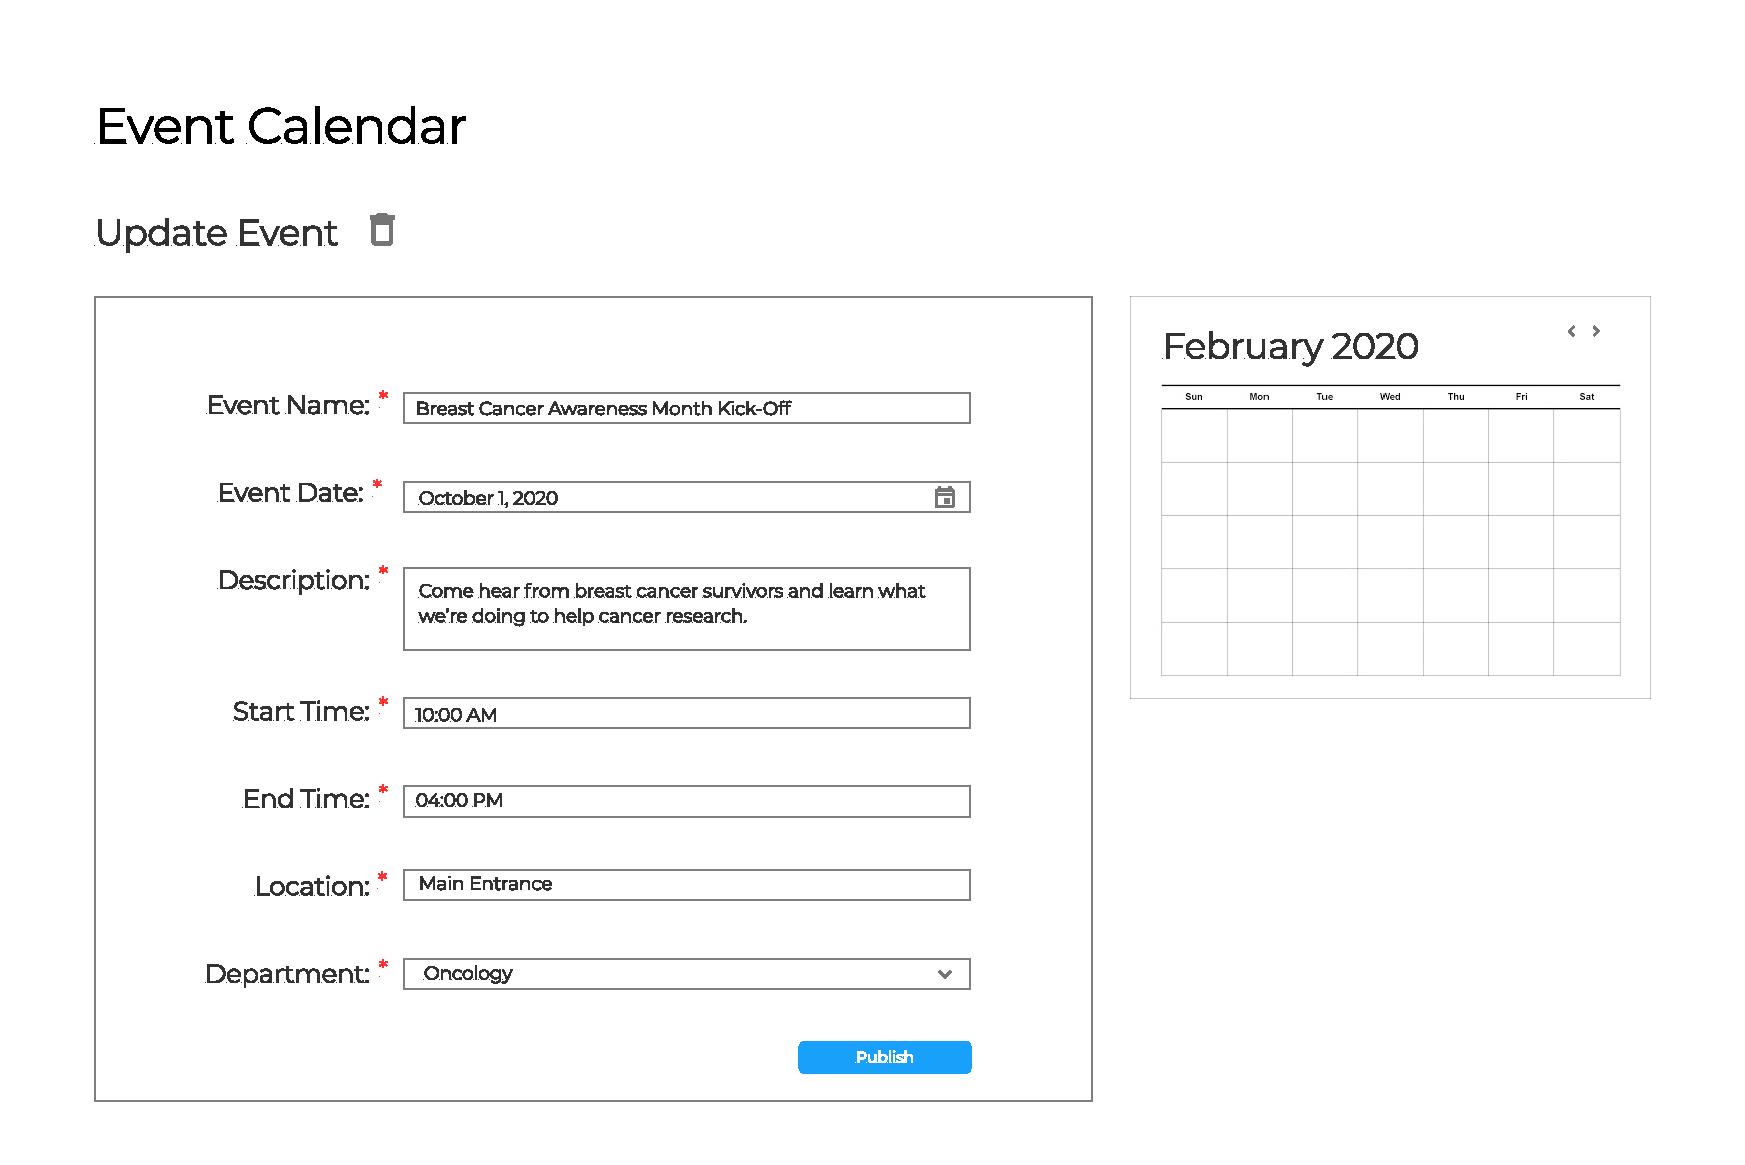 Event Calendar
Update Event
Event Name: *
Breast Cancer Awareness Month Kick-Off
Event Date: *
October 1, 2020
Description: *
Come hear from breast cancer survivors and learn what
we're doing to help cancer research.
Start Time: *
10:00 AM
End Time: *
04:00 PM
Location: *
Main Entrance
Department: *
Oncology
Publish
February 2020
Sun Mon Tue Wed Thu Fri Sat